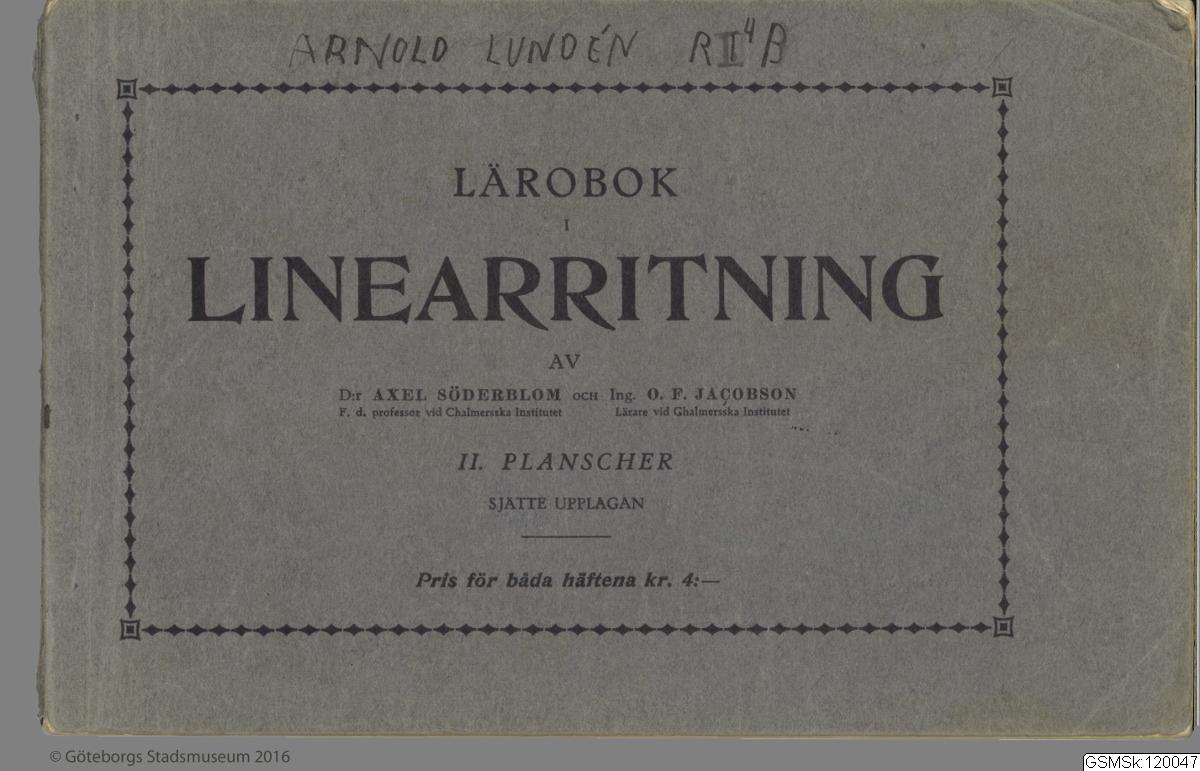 ARNOLD LUNDÉN RII⁴B
LÄROBOK
I
LINEARRITNING
AV
D:r AXEL SÖDERBLOM OCH Ing. O. F. JACOBSON
F. d. professor vid Chalmersska Institutet Lärare vid Ghalmersska Institutet
II. PLANSCHER
SJÄTTE UPPLAGAN
Pris för båda häftena kr. 4:—
© Göteborgs Stadsmuseum 2016
GSMSk:120047